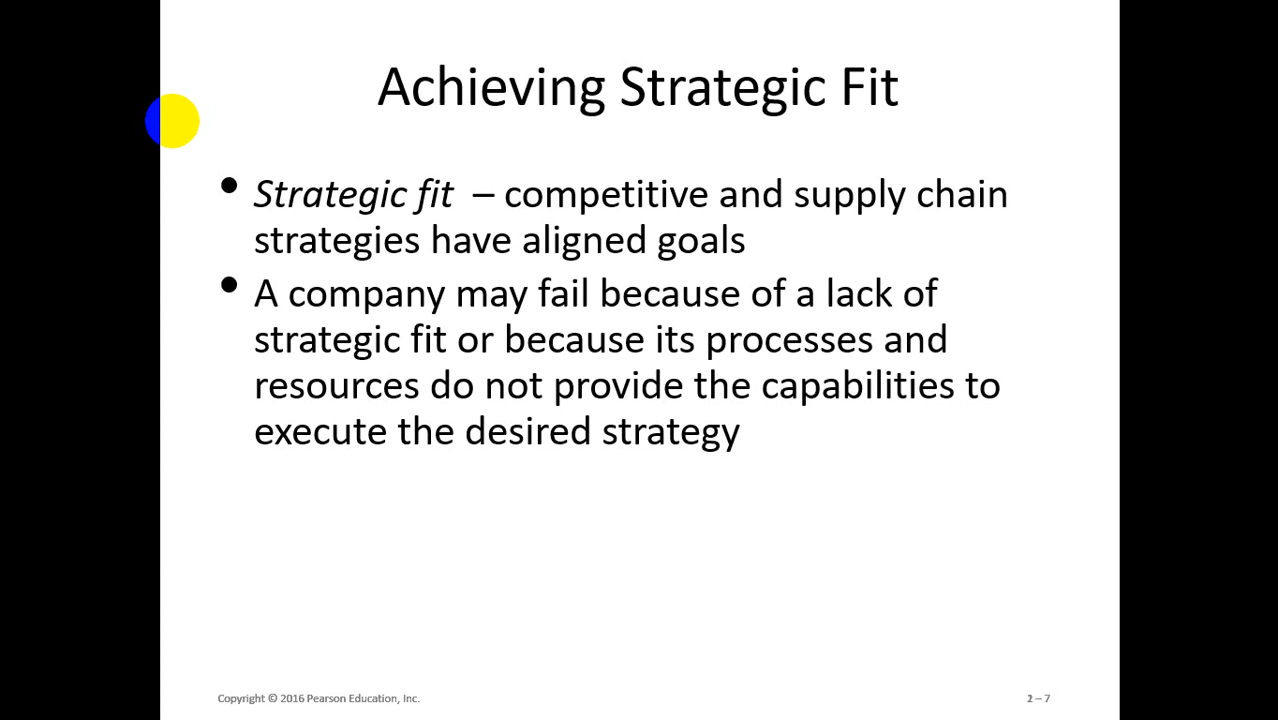 Achieving Strategic Fit
• Strategic fit – competitive and supply chain
strategies have aligned goals
• A company may fail because of a lack of
strategic fit or because its processes and
resources do not provide the capabilities to
execute the desired strategy
Copyright © 2016 Pearson Education, Inc.
2 – 7